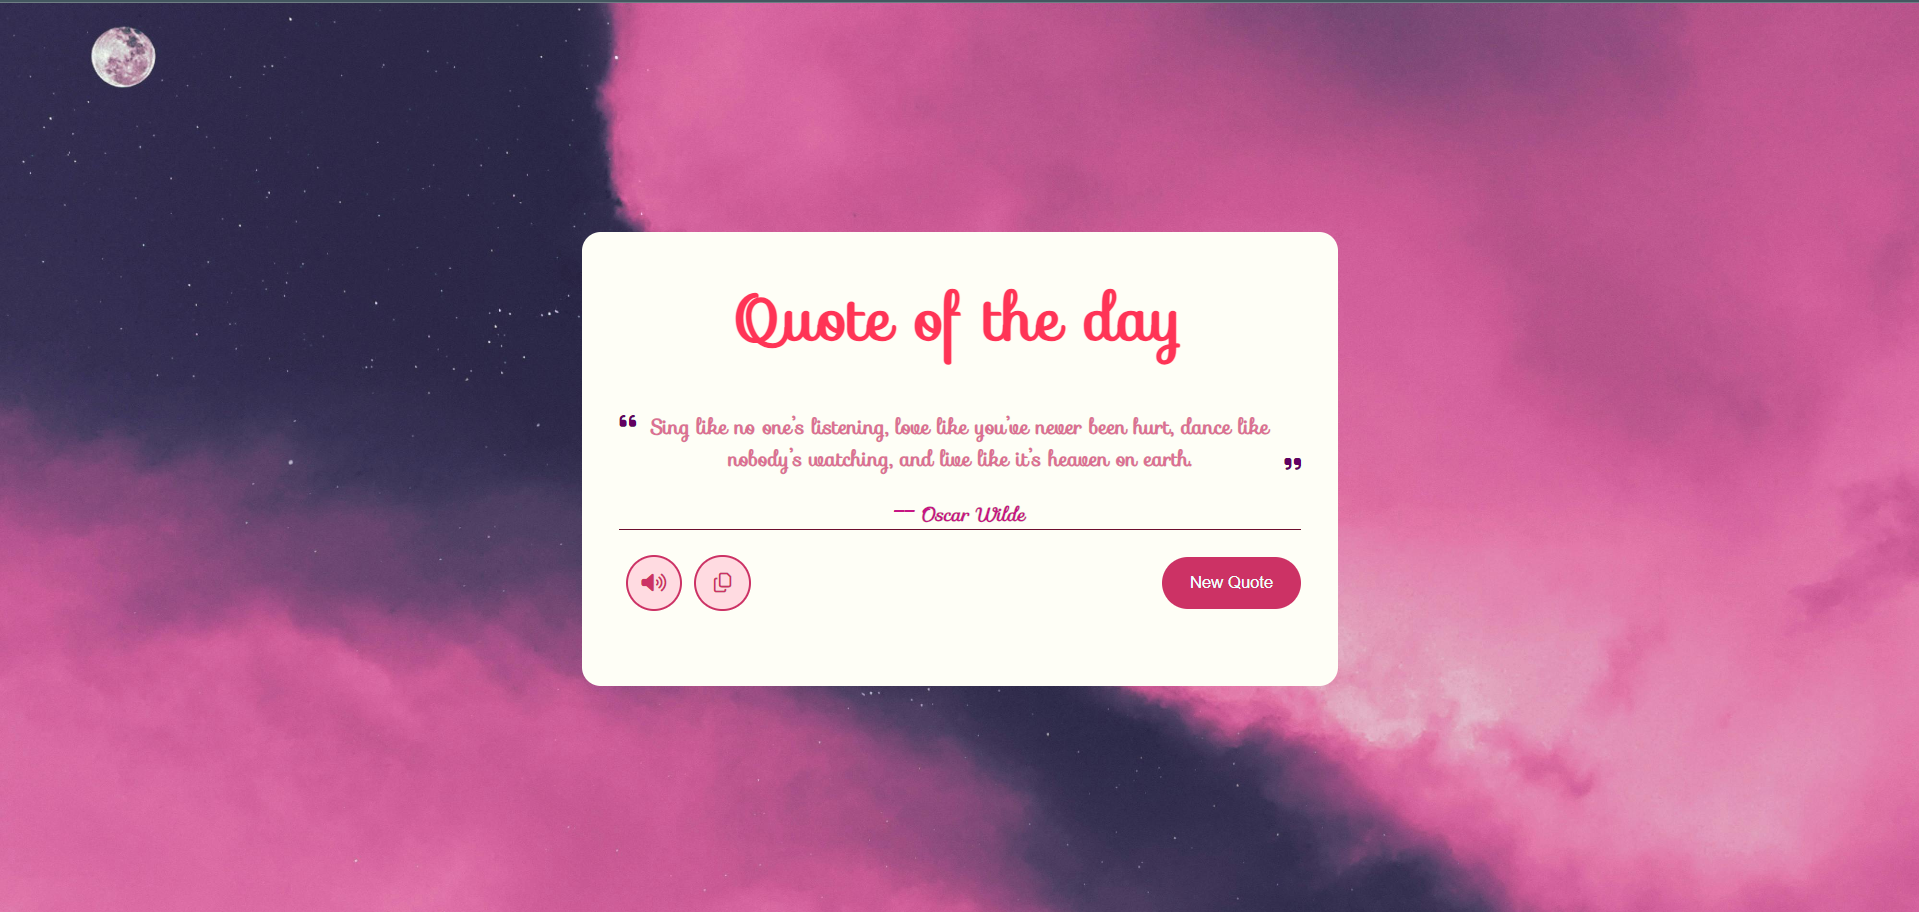 Quote of the day
❝ Sing like no one's listening, love like you've never been hurt, dance like
nobody's watching, and live like it's heaven on earth. ❞
── Oscar Wilde
New Quote